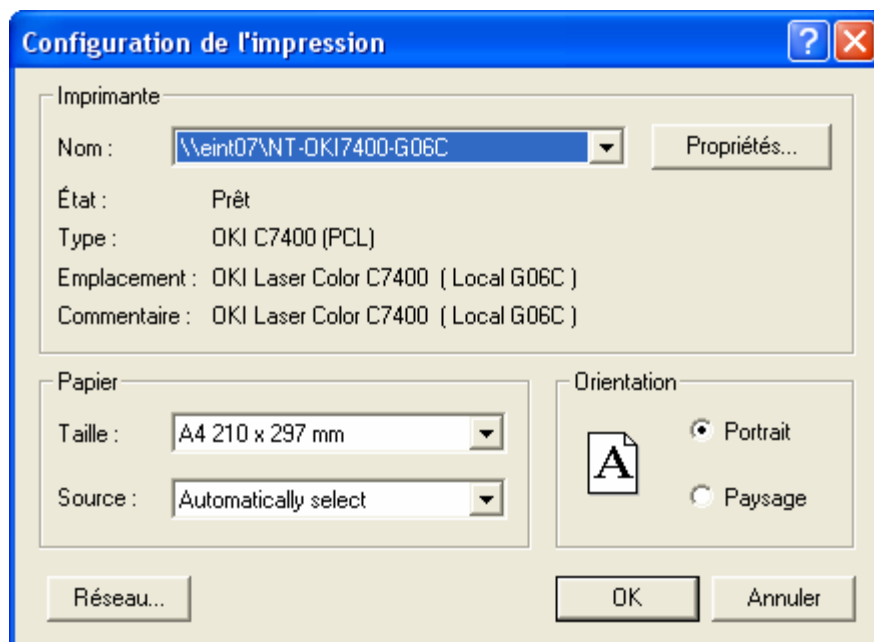 Configuration de l'impression
Imprimante
Nom : \\eint07\NT-OKI7400-G06C Propriétés...
État : Prêt
Type : OKI C7400 (PCL)
Emplacement : OKI Laser Color C7400 ( Local G06C )
Commentaire : OKI Laser Color C7400 ( Local G06C )
Papier
Taille : A4 210 x 297 mm
Source : Automatically select
Orientation
A
Portrait
Paysage
Réseau... OK Annuler